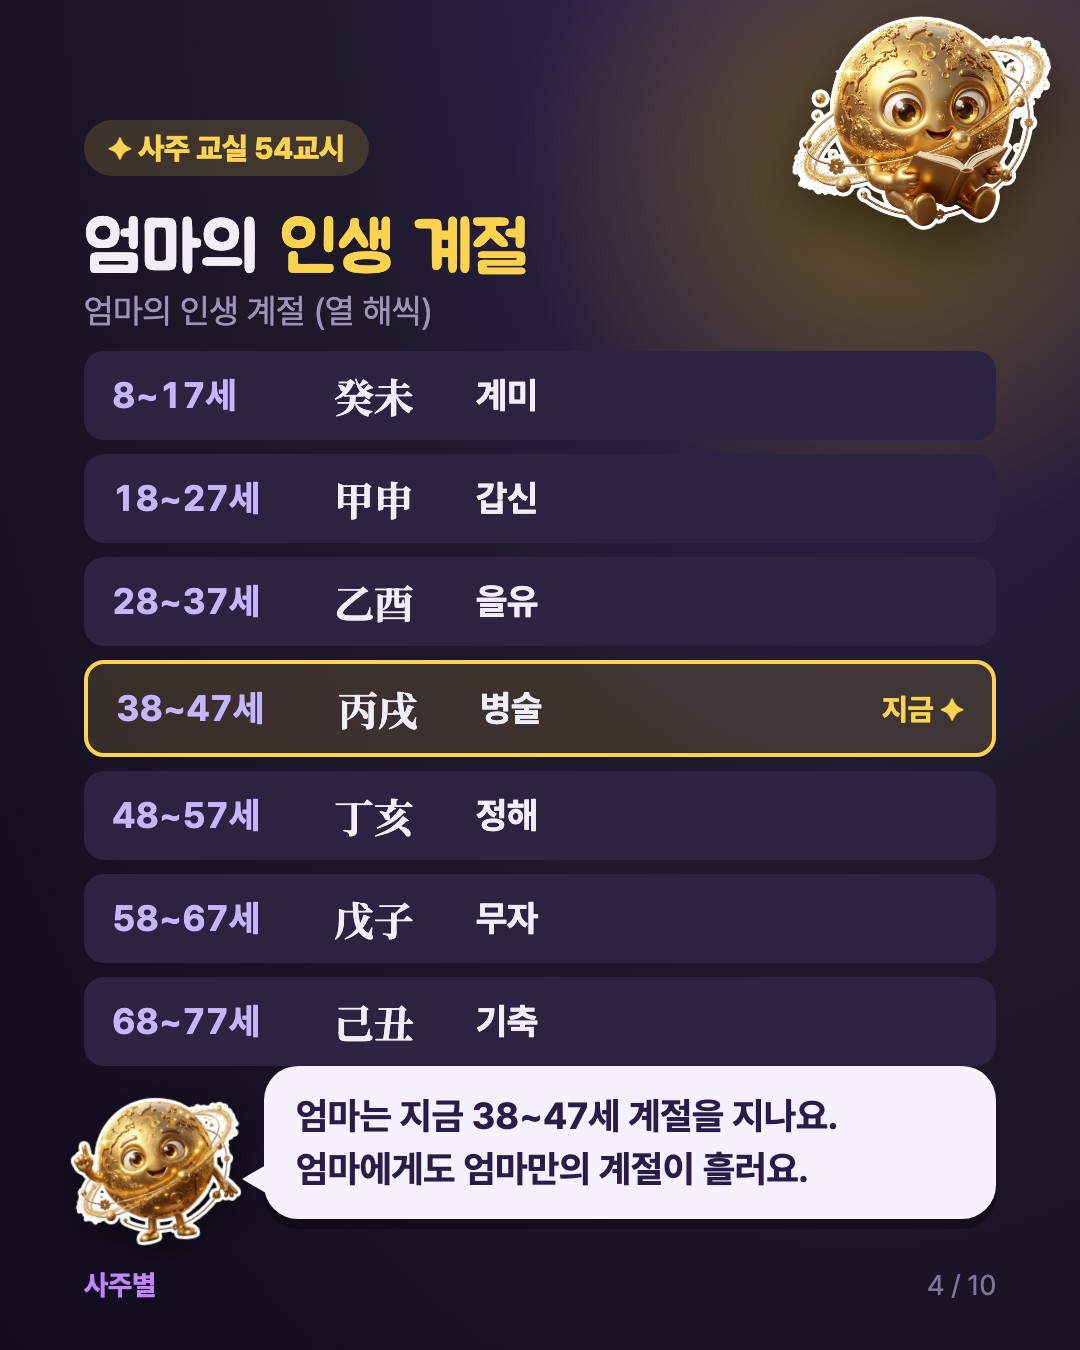 ✦ 사주 교실 54교시
엄마의 인생 계절
엄마의 인생 계절 (열 해씩)
8~17세 癸未 계미
18~27세 甲申 갑신
28~37세 乙酉 을유
38~47세 丙戌 병술 지금 ✦
48~57세 丁亥 정해
58~67세 戊子 무자
68~77세 己丑 기축
엄마는 지금 38~47세 계절을 지나요.
엄마에게도 엄마만의 계절이 흘러요.
사주별
4 / 10